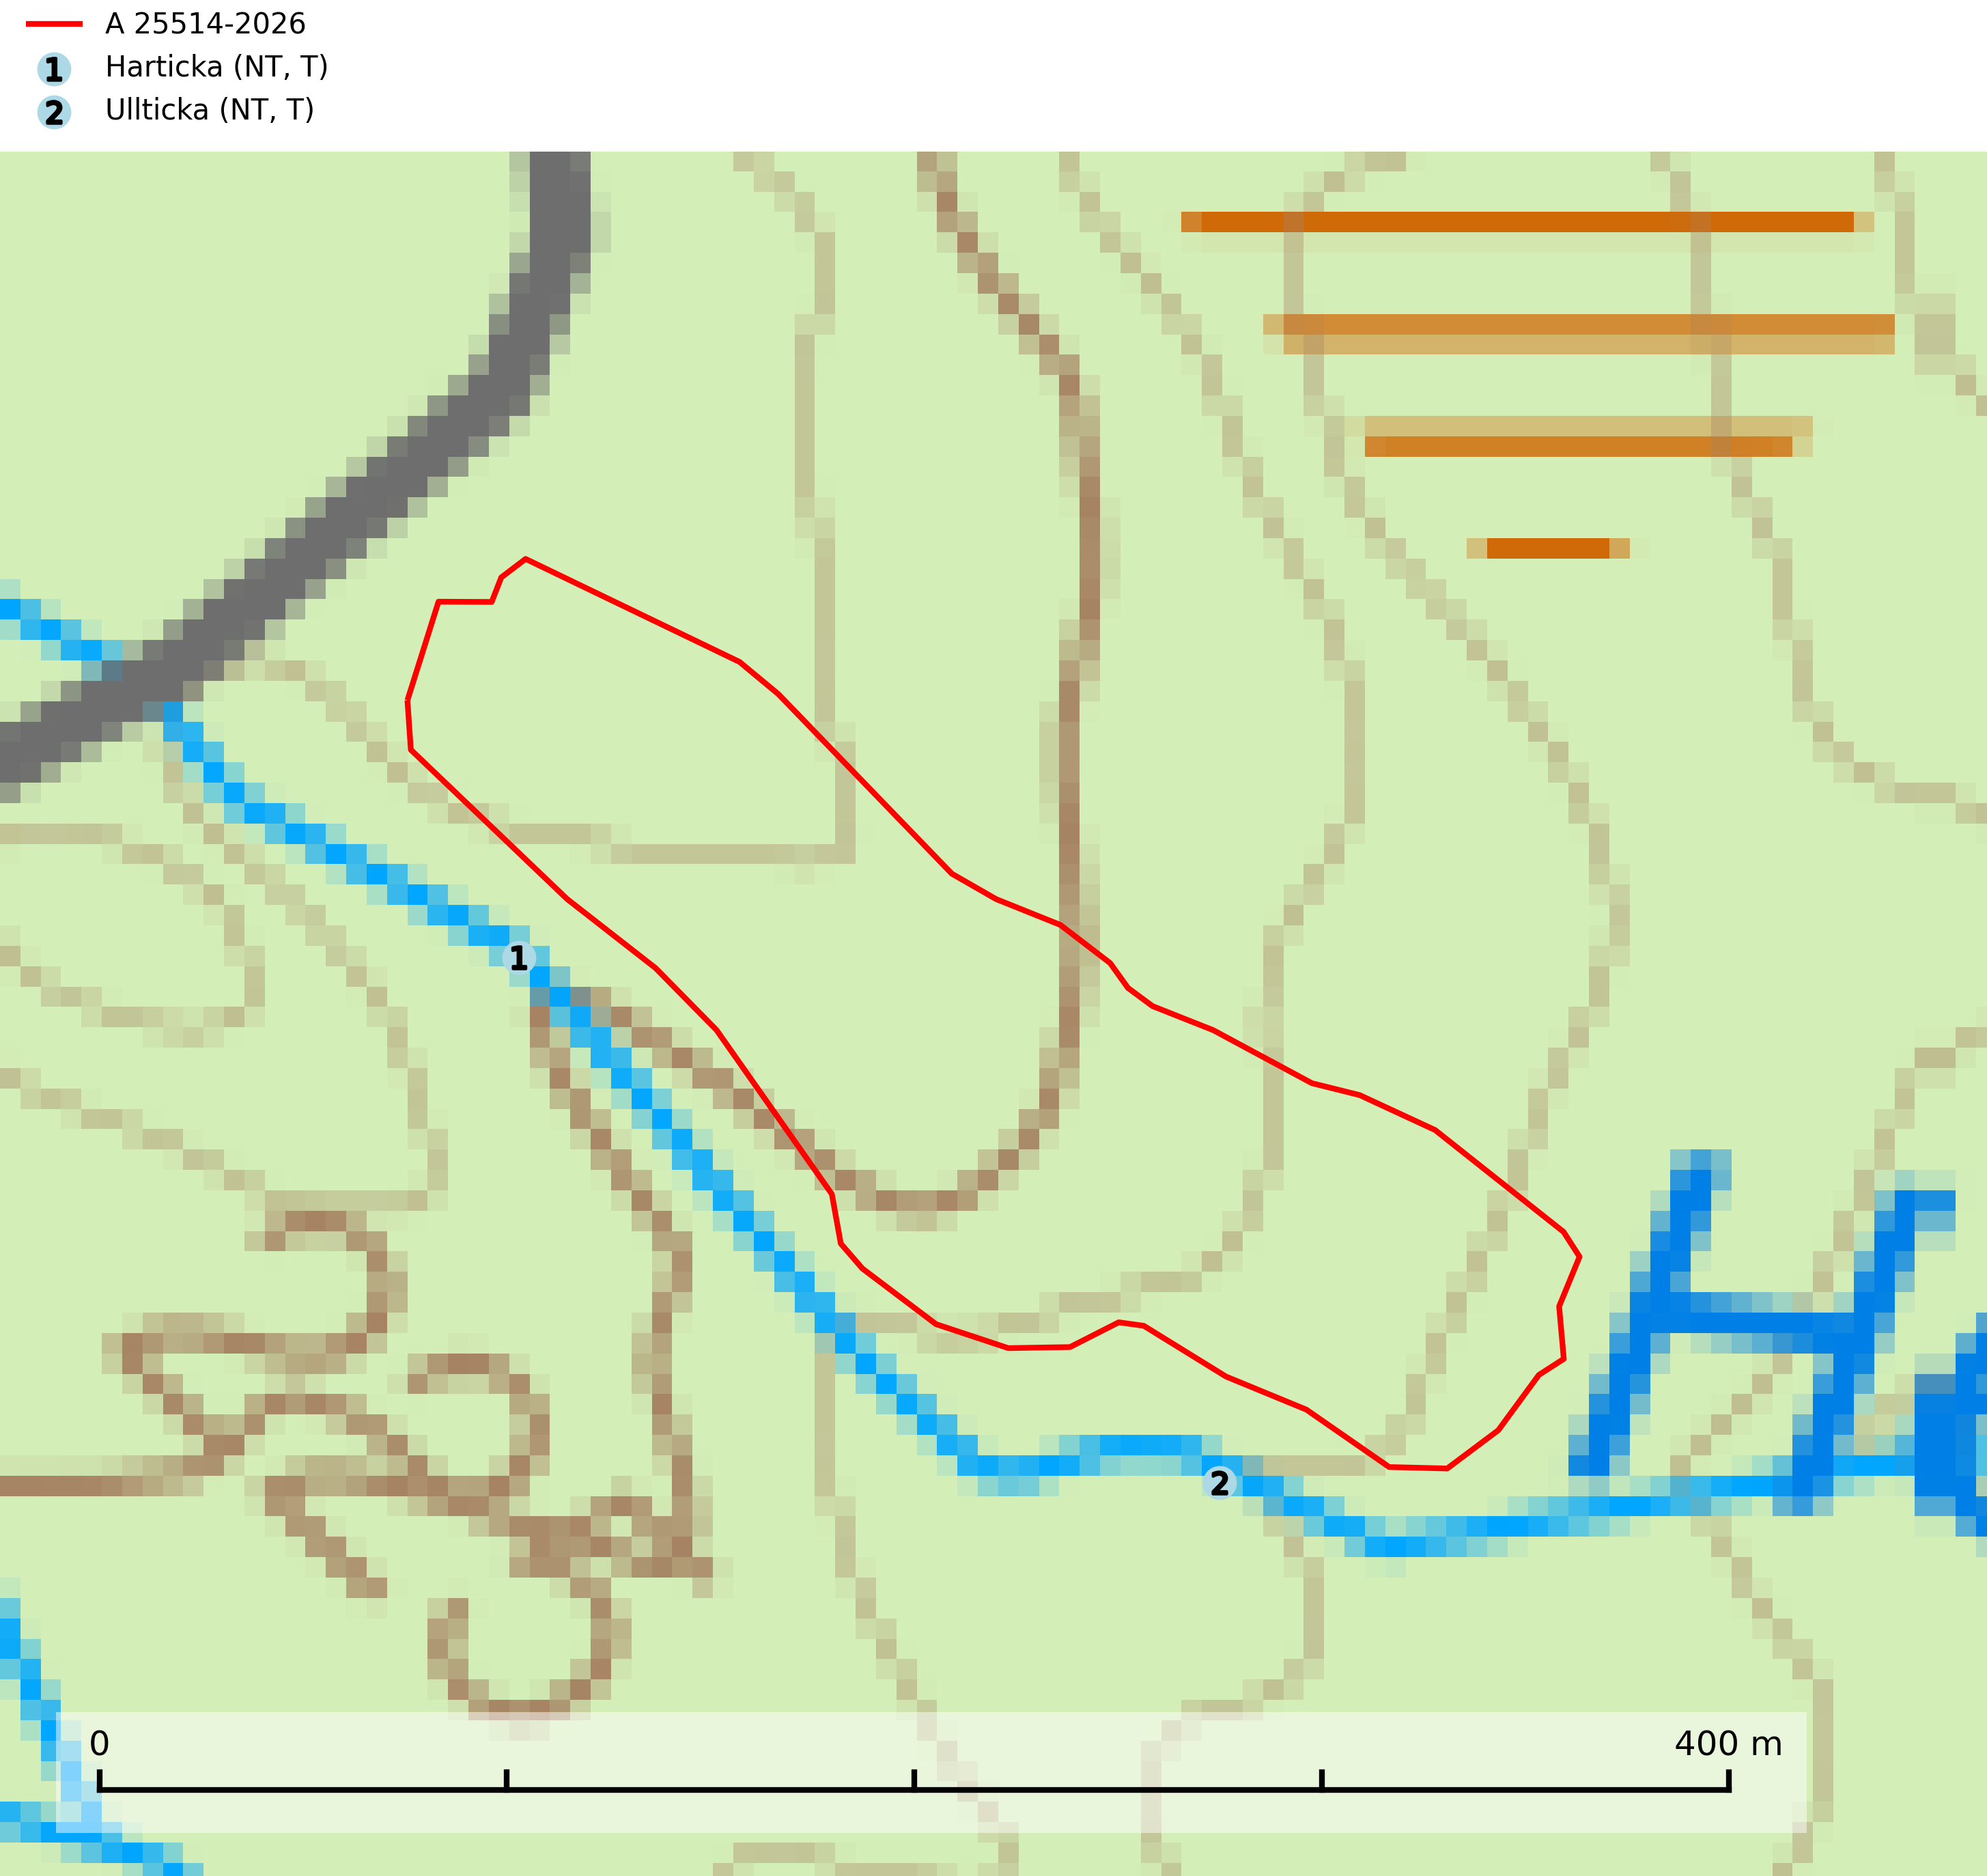 A 25514-2026
1 Harticka (NT, T)
2 Ullticka (NT, T)
1
2
0 400 m